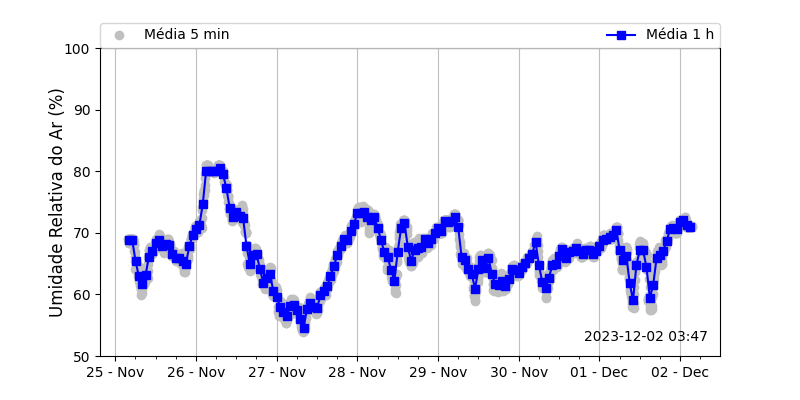 Média 5 min Média 1 h
100
90
80
70
60
50
Umidade Relativa do Ar (%)
2023-12-02 03:47
25 - Nov 26 - Nov 27 - Nov 28 - Nov 29 - Nov 30 - Nov 01 - Dec 02 - Dec